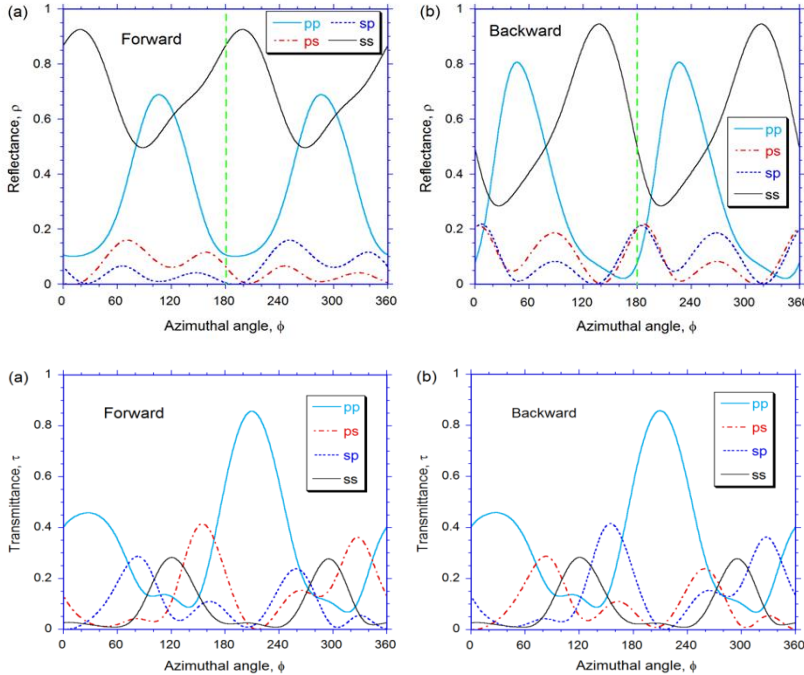 (a)
Forward
pp
ps
sp
ss
Reflectance, ρ
1
0.8
0.6
0.4
0.2
0
0 60 120 180 240 300 360
Azimuthal angle, ϕ
(b)
Backward
pp
ps
sp
ss
Reflectance, ρ
1
0.8
0.6
0.4
0.2
0
0 60 120 180 240 300 360
Azimuthal angle, ϕ
(a)
Forward
pp
ps
sp
ss
Transmittance, τ
1
0.8
0.6
0.4
0.2
0
0 60 120 180 240 300 360
Azimuthal angle, ϕ
(b)
Backward
pp
ps
sp
ss
Transmittance, τ
1
0.8
0.6
0.4
0.2
0
0 60 120 180 240 300 360
Azimuthal angle, ϕ